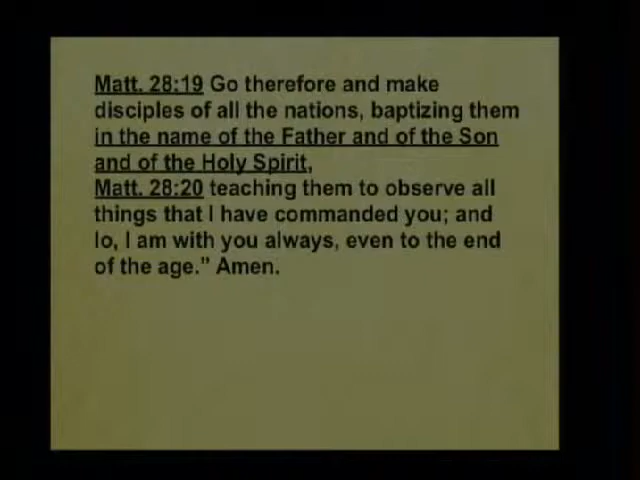 Matt. 28:19 Go therefore and make
disciples of all the nations, baptizing them
in the name of the Father and of the Son
and of the Holy Spirit,
Matt. 28:20 teaching them to observe all
things that I have commanded you; and
lo, I am with you always, even to the end
of the age.” Amen.